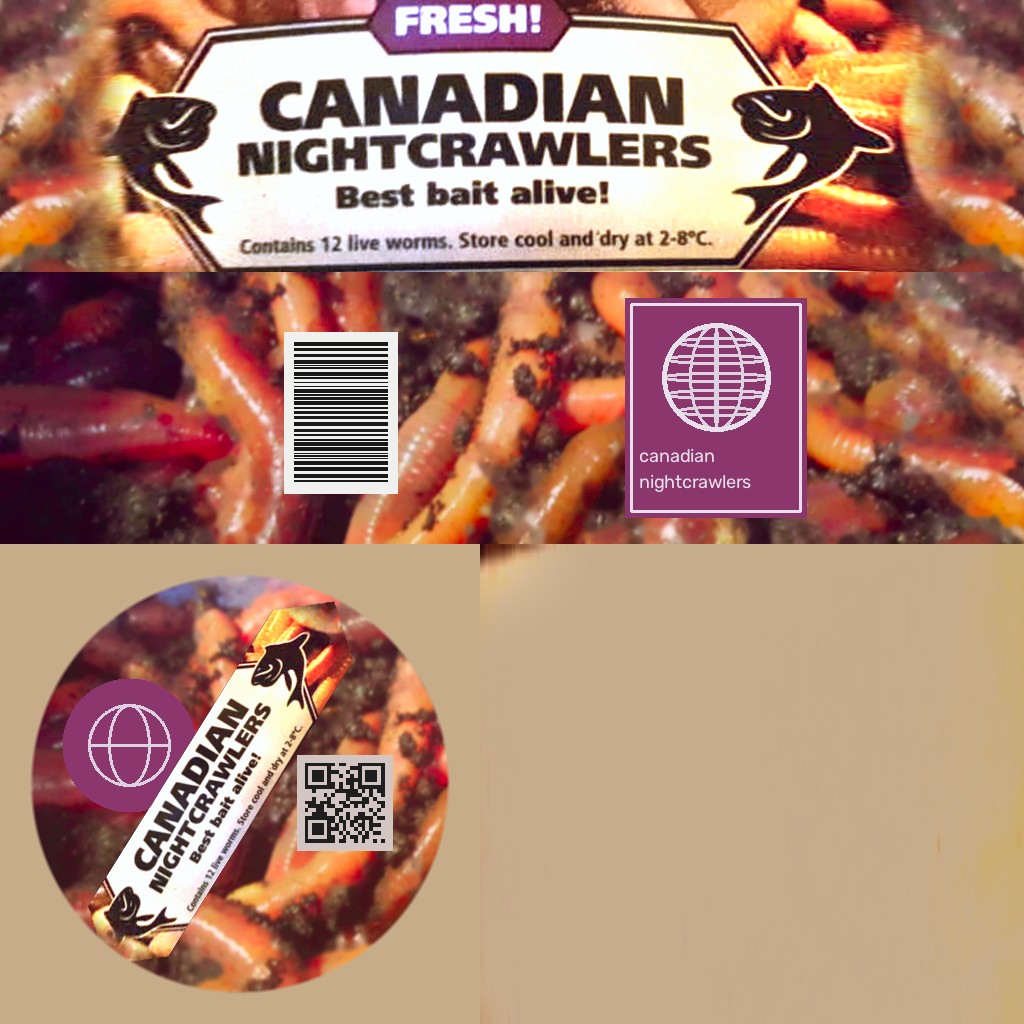 FRESH!
CANADIAN
NIGHTCRAWLERS
Best bait alive!
Contains 12 live worms. Store cool and dry at 2-8°C.
canadian
nightcrawlers
CANADIAN
NIGHTCRAWLERS
Best bait alive!
Contains 12 live worms. Store cool and dry at 2-8°C.